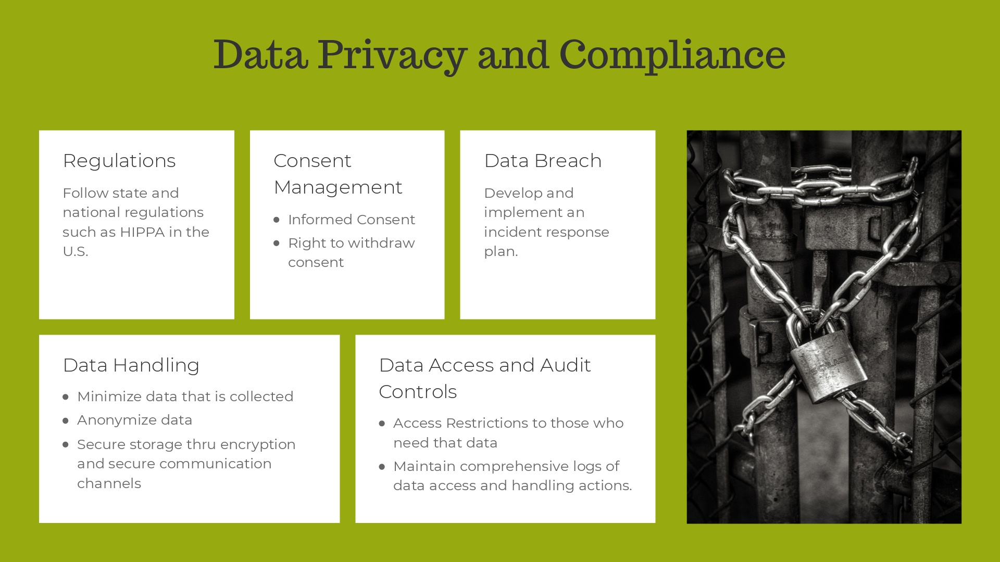 Data Privacy and Compliance
Regulations
Follow state and
national regulations
such as HIPPA in the
U.S.
Consent
Management
• Informed Consent
• Right to withdraw
consent
Data Breach
Develop and
implement an
incident response
plan.
Data Handling
• Minimize data that is collected
• Anonymize data
• Secure storage thru encryption
and secure communication
channels
Data Access and Audit
Controls
• Access Restrictions to those who
need that data
• Maintain comprehensive logs of
data access and handling actions.
SCHLAGE